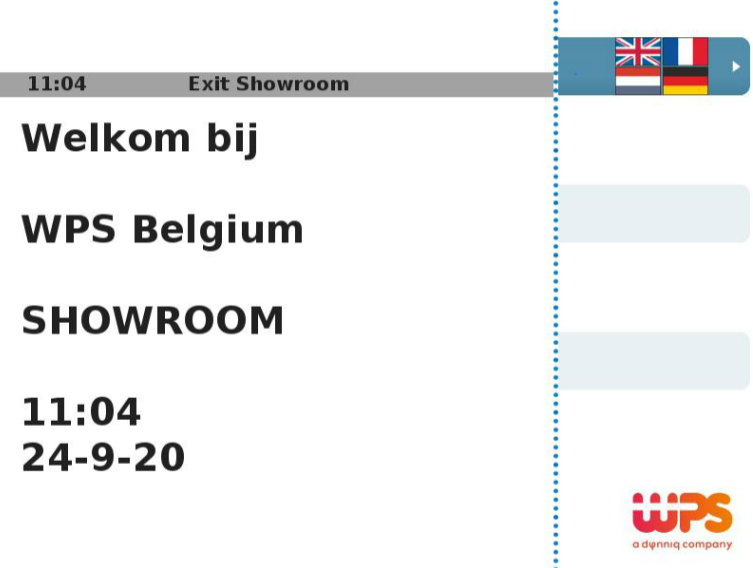 11:04 Exit Showroom
Welkom bij
WPS Belgium
SHOWROOM
11:04
24-9-20
WPS
a dynniq company